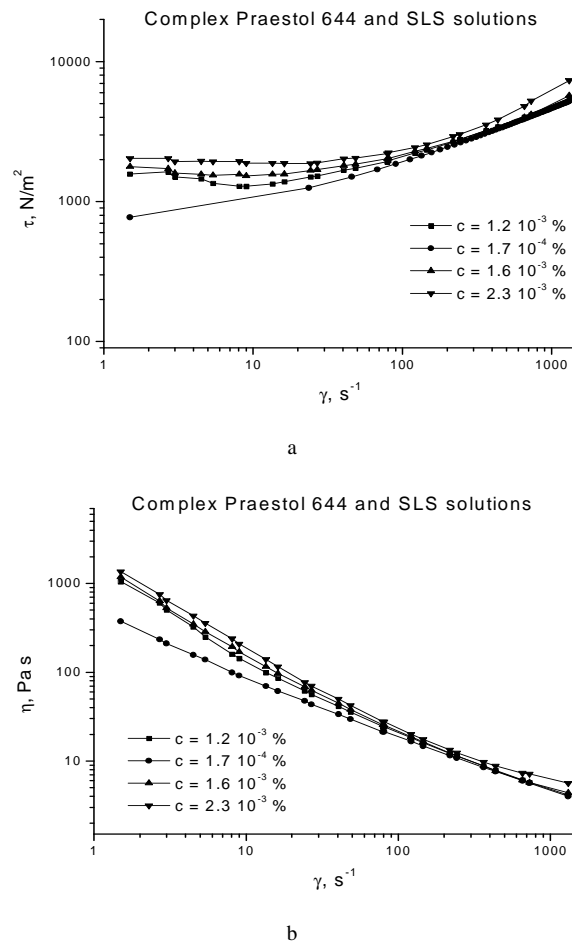 Complex Praestol 644 and SLS solutions
10000
1000
100
τ, N/m²
c = 1.2 10⁻³ %
c = 1.7 10⁻⁴ %
c = 1.6 10⁻³ %
c = 2.3 10⁻³ %
1 10 100 1000
γ, s⁻¹
a
Complex Praestol 644 and SLS solutions
1000
100
10
η, Pa s
c = 1.2 10⁻³ %
c = 1.7 10⁻⁴ %
c = 1.6 10⁻³ %
c = 2.3 10⁻³ %
1 10 100 1000
γ, s⁻¹
b